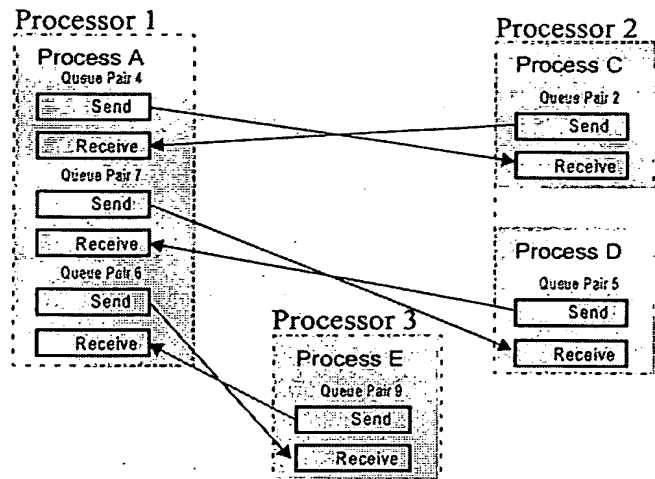 Processor 1
Process A
Queue Pair 4
Send
Receive
Queue Pair 7
Send
Receive
Queue Pair 6
Send
Receive
Processor 2
Process C
Queue Pair 2
Send
Receive
Process D
Queue Pair 5
Send
Receive
Processor 3
Process E
Queue Pair 9
Send
Receive